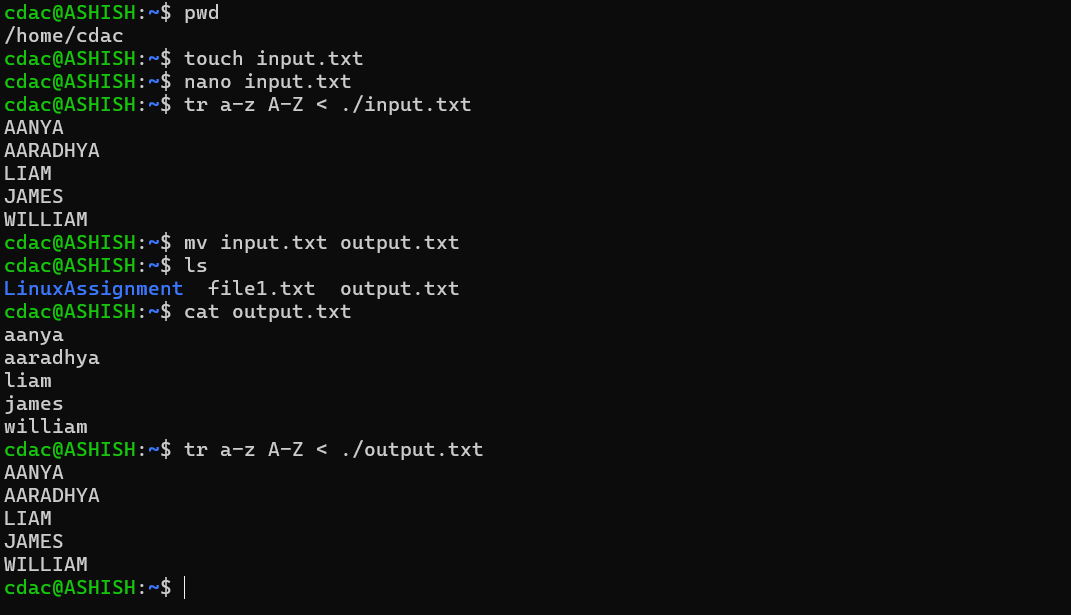 cdac@ASHISH:~$ pwd
/home/cdac
cdac@ASHISH:~$ touch input.txt
cdac@ASHISH:~$ nano input.txt
cdac@ASHISH:~$ tr a-z A-Z < ./input.txt
AANYA
AARADHYA
LIAM
JAMES
WILLIAM
cdac@ASHISH:~$ mv input.txt output.txt
cdac@ASHISH:~$ ls
LinuxAssignment  file1.txt  output.txt
cdac@ASHISH:~$ cat output.txt
aanya
aaradhya
liam
james
william
cdac@ASHISH:~$ tr a-z A-Z < ./output.txt
AANYA
AARADHYA
LIAM
JAMES
WILLIAM
cdac@ASHISH:~$